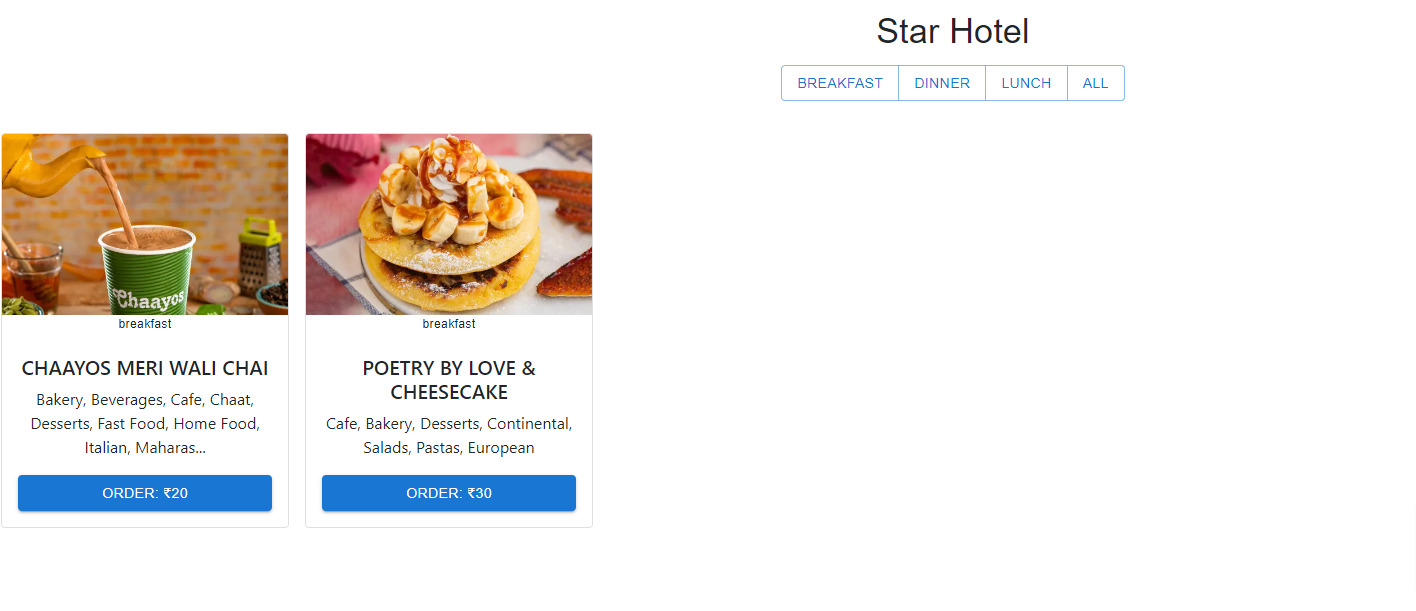 Star Hotel
BREAKFAST
DINNER
LUNCH
ALL
Chaayos
breakfast
CHAAYOS MERI WALI CHAI
Bakery, Beverages, Cafe, Chaat,
Desserts, Fast Food, Home Food,
Italian, Maharas...
ORDER: ₹20
breakfast
POETRY BY LOVE &
CHEESECAKE
Cafe, Bakery, Desserts, Continental,
Salads, Pastas, European
ORDER: ₹30